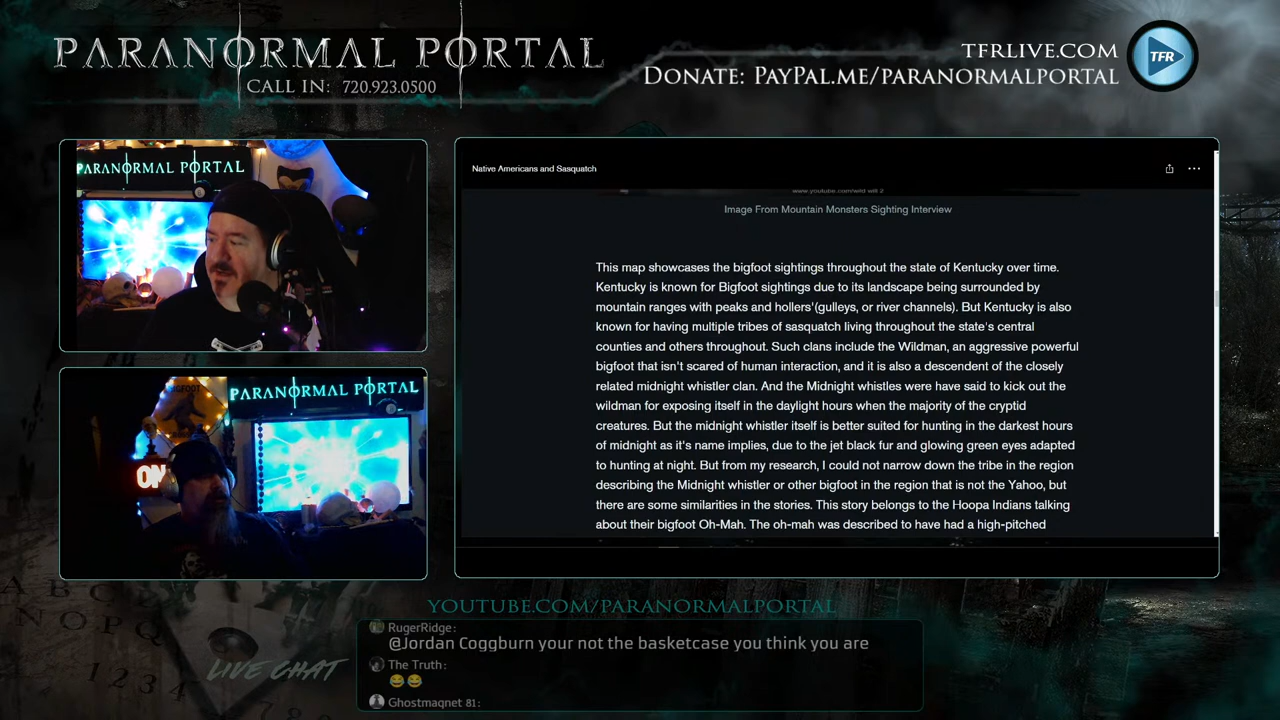 PARANORMAL PORTAL
CALL IN: 720.923.0500
TFRLIVE.COM
DONATE: PAYPAL.ME/PARANORMALPORTAL
TFR
PARANORMAL PORTAL
BIGFOOT
PARANORMAL PORTAL
ON
Native Americans and Sasquatch
www.youtube.com/wild will 2
Image From Mountain Monsters Sighting Interview
This map showcases the bigfoot sightings throughout the state of Kentucky over time.
Kentucky is known for Bigfoot sightings due to its landscape being surrounded by
mountain ranges with peaks and hollers'(gulleys, or river channels). But Kentucky is also
known for having multiple tribes of sasquatch living throughout the state's central
counties and others throughout. Such clans include the Wildman, an aggressive powerful
bigfoot that isn't scared of human interaction, and it is also a descendent of the closely
related midnight whistler clan. And the Midnight whistles were have said to kick out the
wildman for exposing itself in the daylight hours when the majority of the cryptid
creatures. But the midnight whistler itself is better suited for hunting in the darkest hours
of midnight as it's name implies, due to the jet black fur and glowing green eyes adapted
to hunting at night. But from my research, I could not narrow down the tribe in the region
describing the Midnight whistler or other bigfoot in the region that is not the Yahoo, but
there are some similarities in the stories. This story belongs to the Hoopa Indians talking
about their bigfoot Oh-Mah. The oh-mah was described to have had a high-pitched
YOUTUBE.COM/PARANORMALPORTAL
RugerRidge:
@Jordan Coggburn your not the basketcase you think you are
The Truth:
😂😂
Ghostmagnet 81:
LIVE CHAT
A B C D
N O P Q
1 2 3 4
7 8